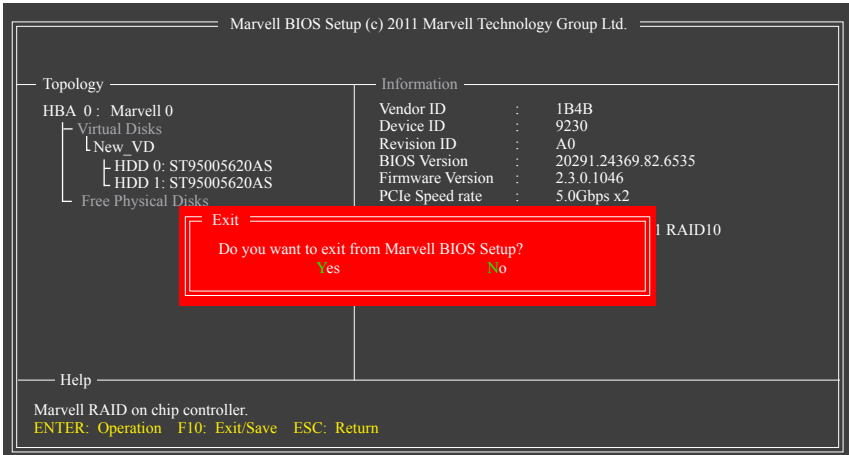 Marvell BIOS Setup (c) 2011 Marvell Technology Group Ltd.
Topology
HBA 0 : Marvell 0
Virtual Disks
New_VD
HDD 0: ST95005620AS
HDD 1: ST95005620AS
Free Physical Disks
Information
Vendor ID : 1B4B
Device ID : 9230
Revision ID : A0
BIOS Version : 20291.24369.82.6535
Firmware Version : 2.3.0.1046
PCIe Speed rate : 5.0Gbps x2
1 RAID10
Exit
Do you want to exit from Marvell BIOS Setup?
Yes No
Help
Marvell RAID on chip controller.
ENTER: Operation F10: Exit/Save ESC: Return